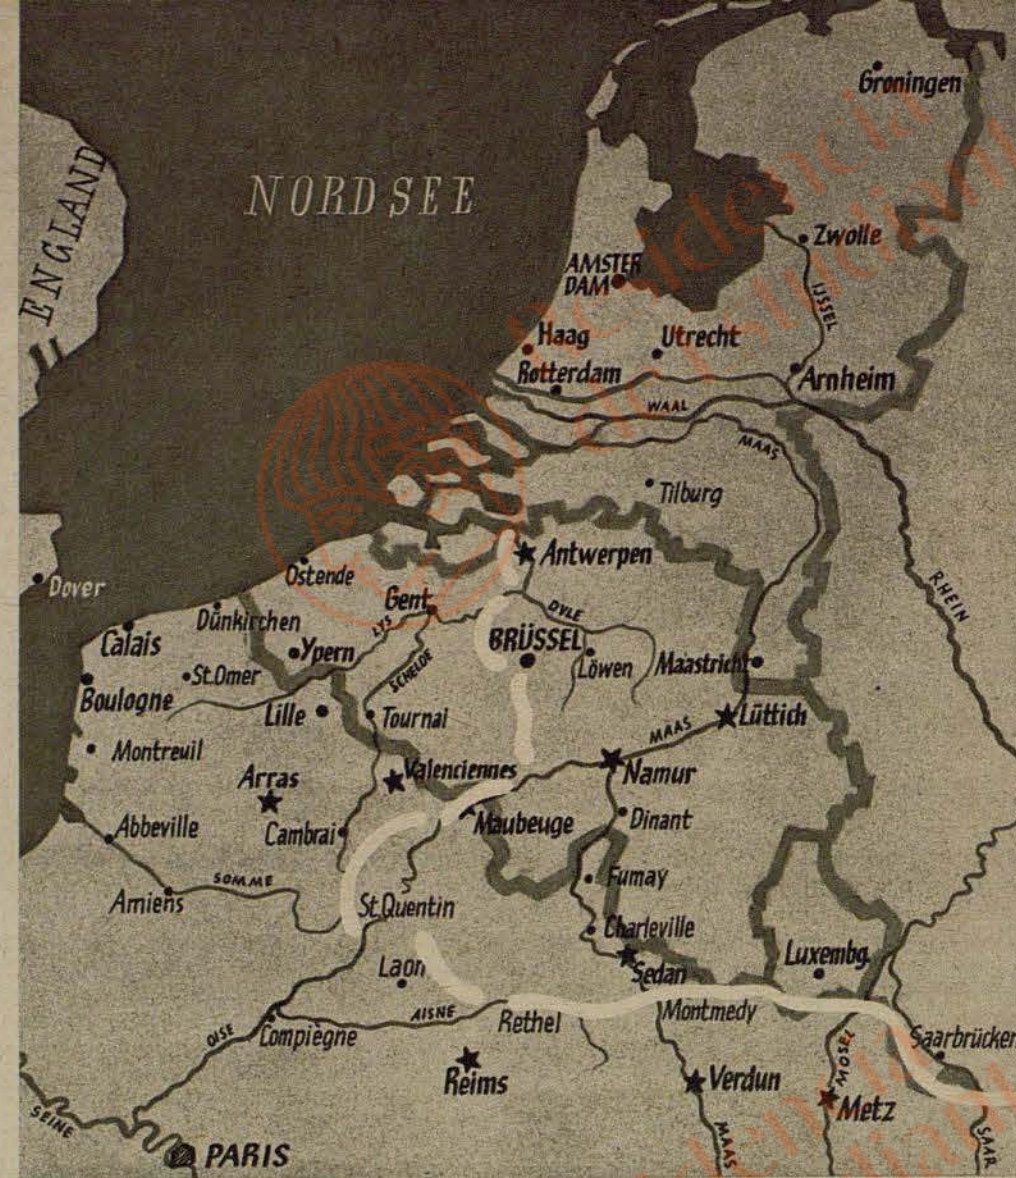 Groningen
NORDSEE
ENGLAND
Zwolle
AMSTER
DAM
IJSSEL
Haag
Utrecht
Rotterdam
Arnheim
WAAL
MAAS
Tilburg
Antwerpen
Ostende
Dover
RHEIN
Gent
DYLE
Dünkirchen
LYS
Calais
Ypern
BRÜSSEL
Löwen
Maastricht
St.Omer
SCHELDE
Boulogne
Lille
Tournai
Lüttich
MAAS
Montreuil
Valenciennes
Namur
Arras
Abbeville
Cambrai
Maubeuge
Dinant
SOMME
Fumay
Amiens
St.Quentin
Charleville
Laon
Sedan
Luxembg.
AISNE
Rethel
Montmedy
OISE
Compiègne
Saarbrücken
MOSEL
Reims
Verdun
Metz
SEINE
PARIS
MAAS
SAAR